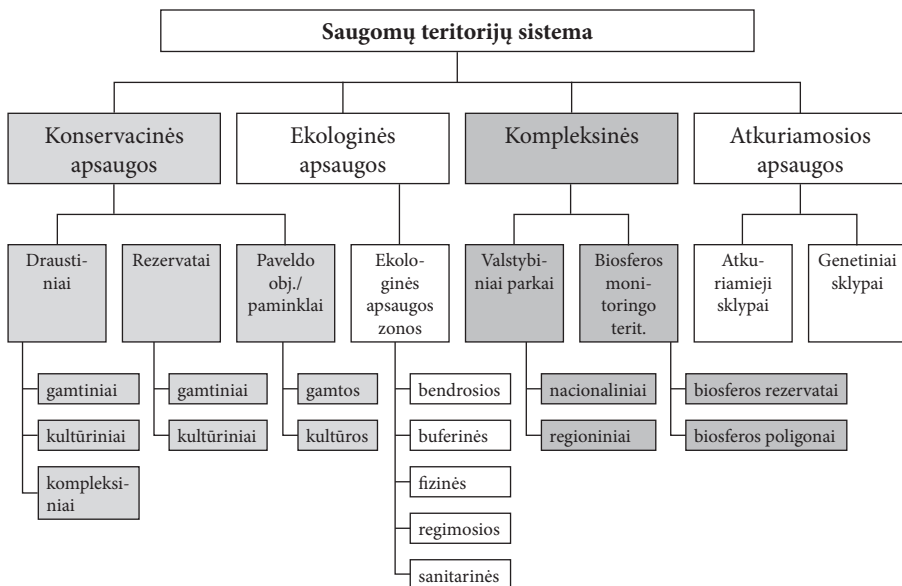 Saugomų teritorijų sistema
Konservacinės
apsaugos
Ekologinės
apsaugos
Kompleksinės
Atkuriamosios
apsaugos
Drausti-
niai
Rezervatai
Paveldo
obj./
paminklai
Ekolo-
ginės
apsaugos
zonos
Valstybi-
niai parkai
Biosferos
moni-
toringo
terit.
Atku-
riamieji
sklypai
Genetiniai
sklypai
gamtiniai
kultūriniai
kompleksi-
niai
gamtiniai
kultūriniai
gamtos
kultūros
bendrosios
buferinės
fizinės
regimosios
sanitarinės
nacionaliniai
regioniniai
biosferos rezervatai
biosferos poligonai